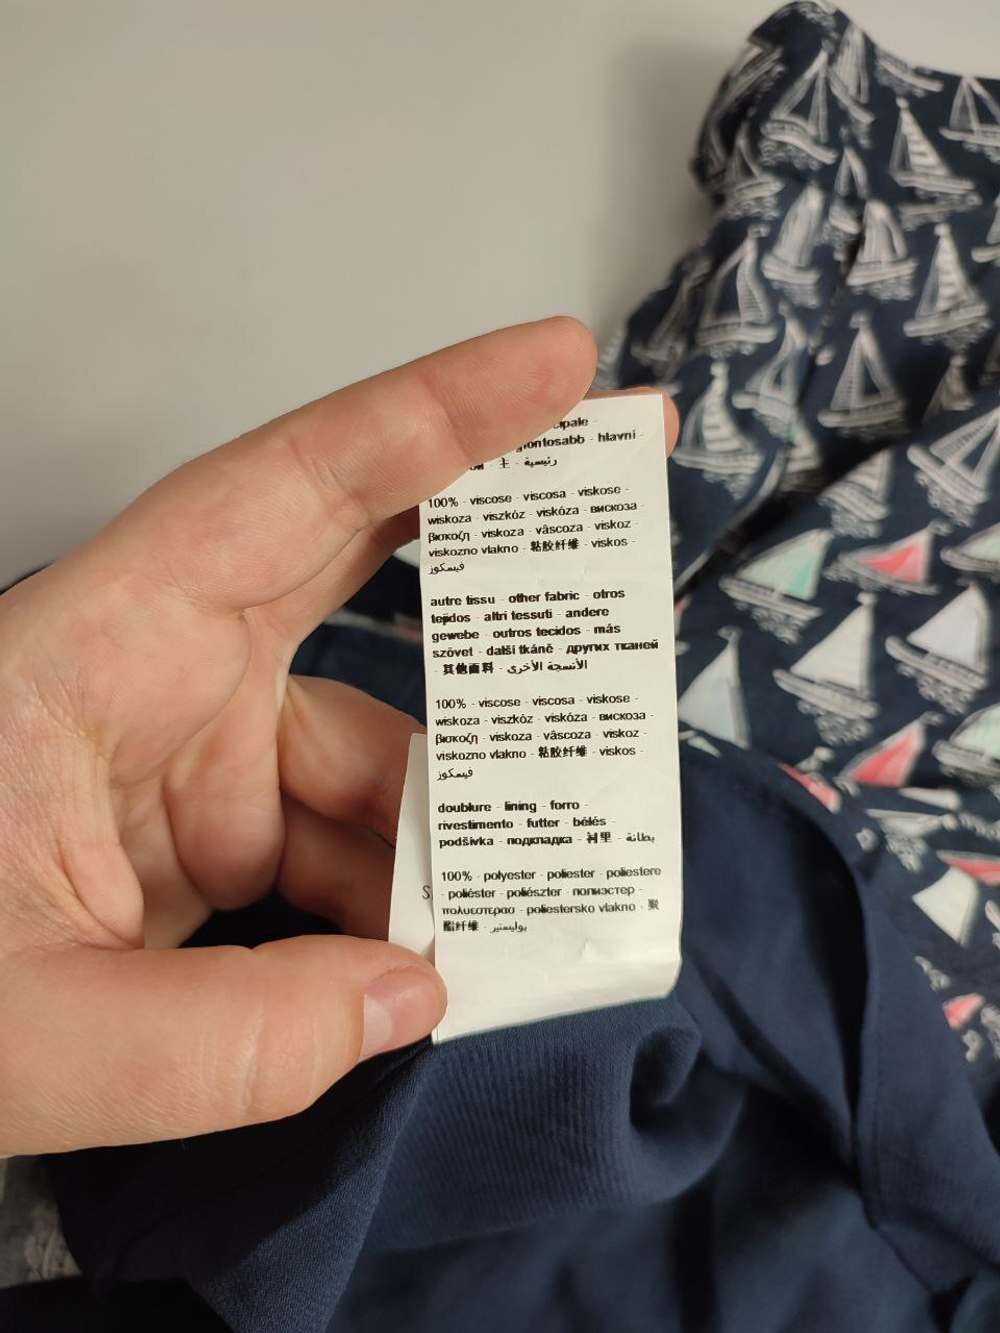 hlavní -
主 - رئيسية
100% - viscose - viscosa - viskose -
wiskoza - viszkóz - viskóza - вискоза -
βισκοζη - viskoza - vâscoza - viskoz -
viskozno vlakno - 粘胶纤维 - viskos -
فيسكوز
autre tissu - other fabric - otros
tejidos - altri tessuti - andere
gewebe - outros tecidos - más
szövet - další tkáně - других тканей
- 其他面料 - الأنسجة الأخرى
100% - viscose - viscosa - viskose -
wiskoza - viszkóz - viskóza - вискоза -
βισκοζη - viskoza - vâscoza - viskoz -
viskozno vlakno - 粘胶纤维 - viskos -
فيسكوز
doublure - lining - forro -
rivestimento - futter - bélés -
podšívka - подкладка - 衬里 - بطانة
100% - polyester - poliester - poliestere
- poliéster - poliészter - полиэстер -
πολυεστερασ - poliestersko vlakno - 聚
酯纤维 - بوليستير
S